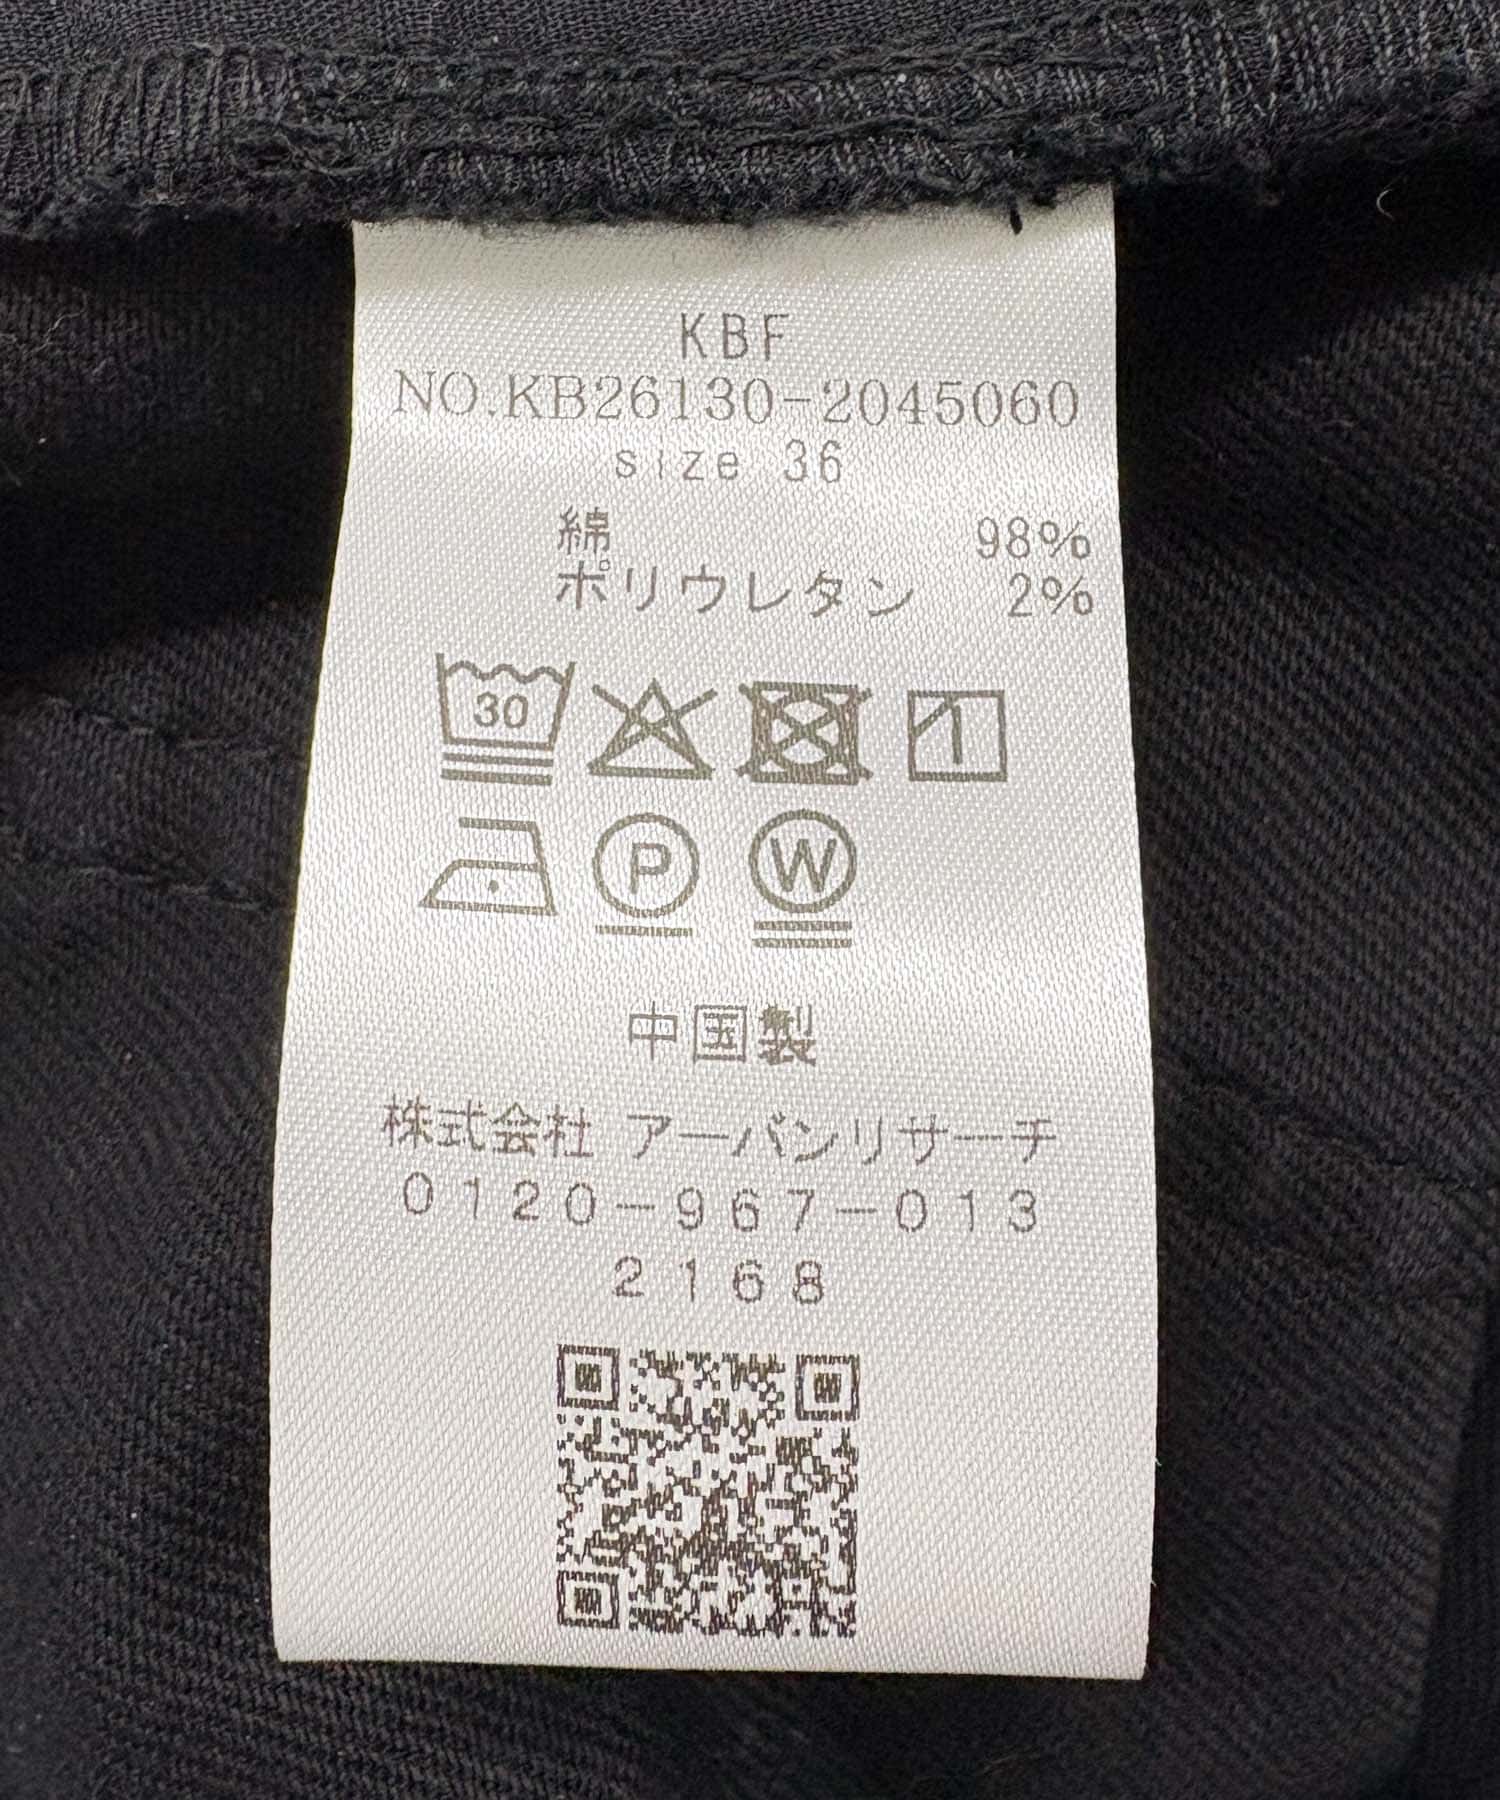 KBF
NO.KB26130-2045060
size 36
綿 98%
ポリウレタン 2%
30
P W
中国製
株式会社 アーバンリサーチ
0120-967-013
2168